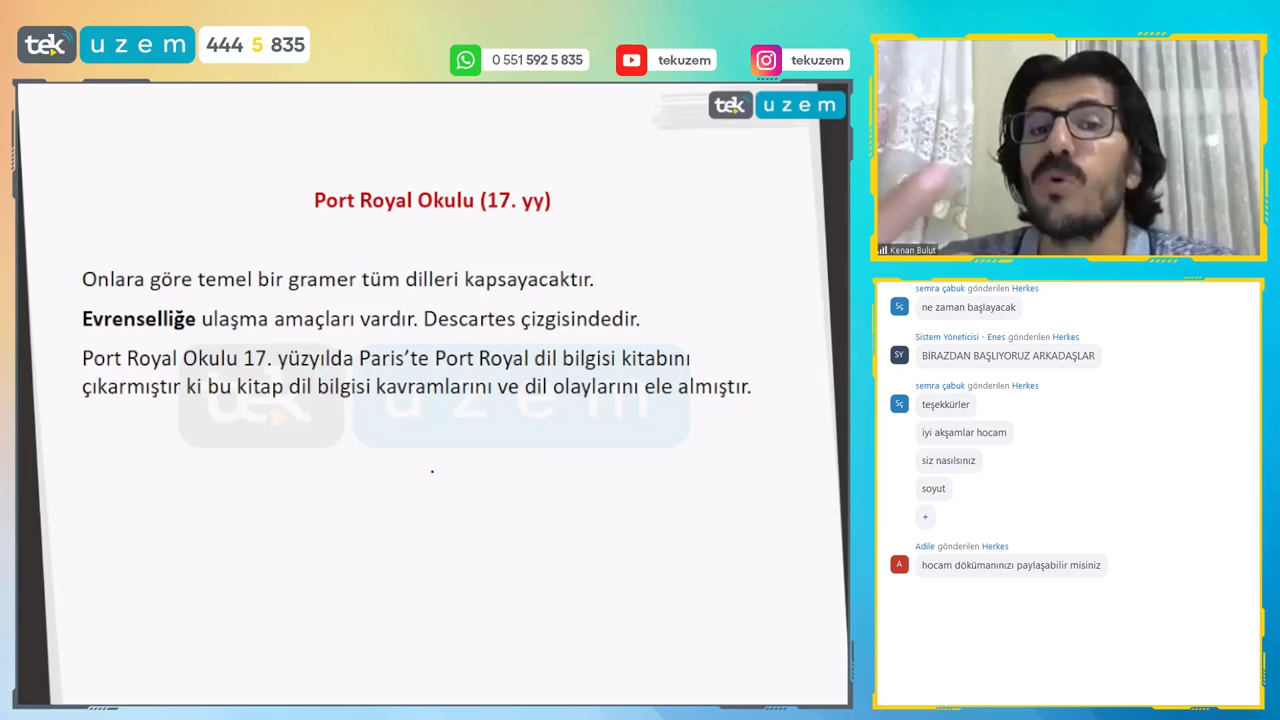 tek uzem 444 5 835
0 551 592 5 835
tekuzem
tekuzem
tek uzem
Port Royal Okulu (17. yy)
Onlara göre temel bir gramer tüm dilleri kapsayacaktır.
Evrenselliğe ulaşma amaçları vardır. Descartes çizgisindedir.
Port Royal Okulu 17. yüzyılda Paris'te Port Royal dil bilgisi kitabını
çıkarmıştır ki bu kitap dil bilgisi kavramlarını ve dil olaylarını ele almıştır.
tek uzem
Kenan Bulut
semra çabuk gönderilen Herkes
Sç ne zaman başlayacak
Sistem Yöneticisi - Enes gönderilen Herkes
SY BİRAZDAN BAŞLIYORUZ ARKADAŞLAR
semra çabuk gönderilen Herkes
Sç teşekkürler
iyi akşamlar hocam
siz nasılsınız
soyut
+
Adile gönderilen Herkes
A hocam dökümanınızı paylaşabilir misiniz